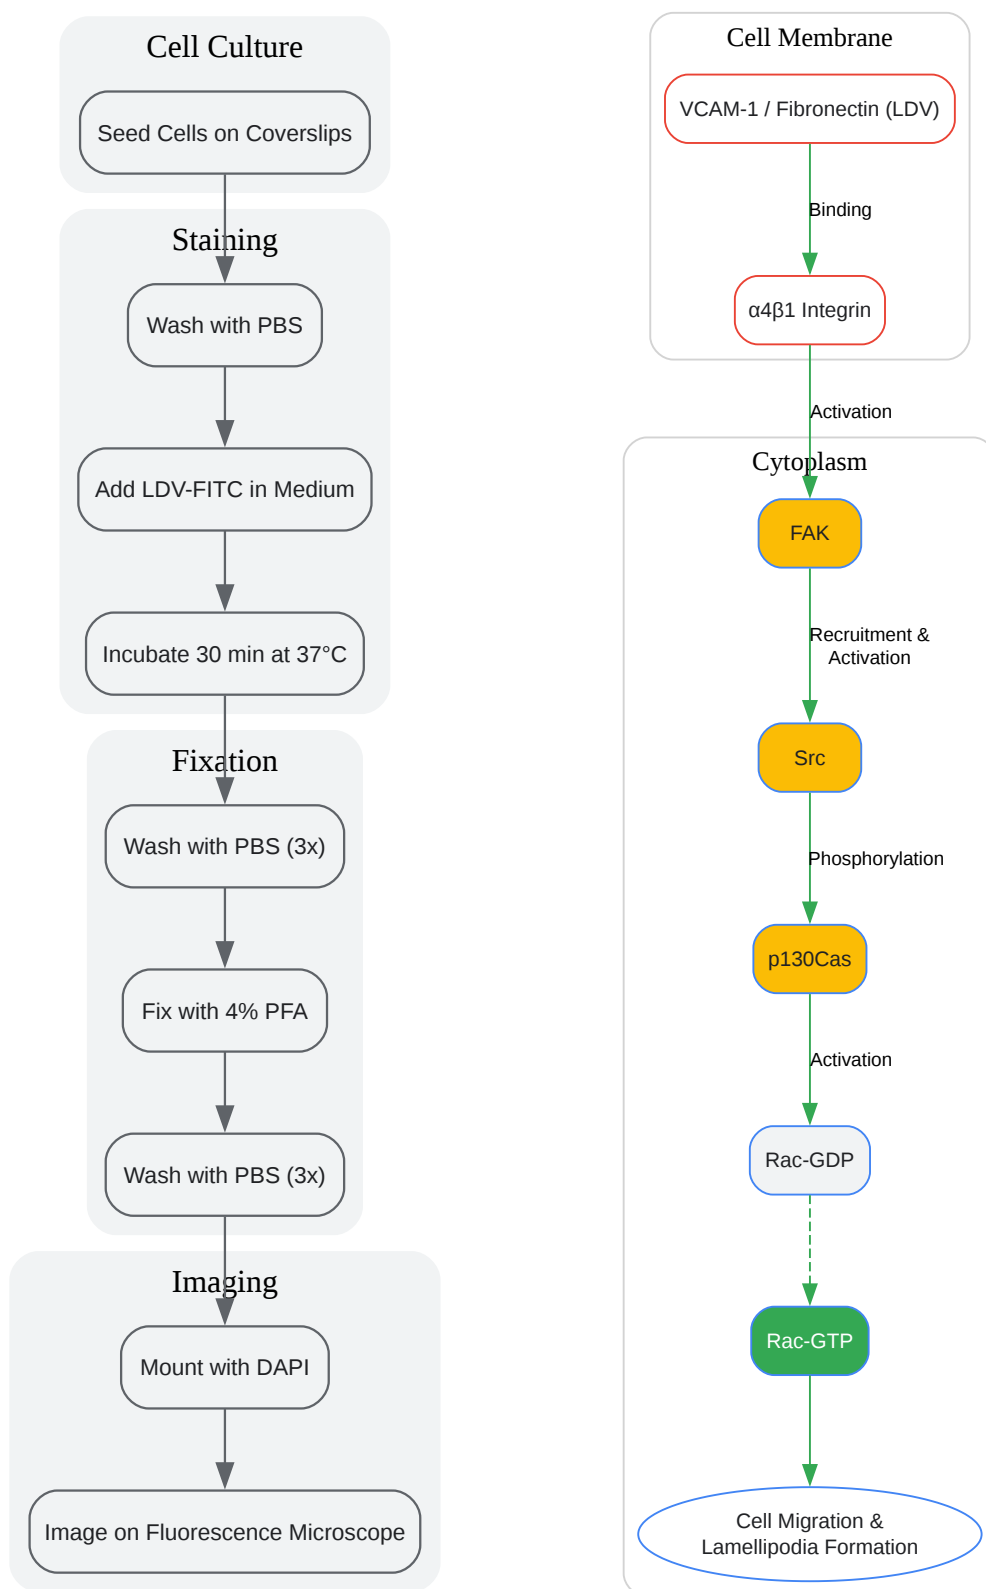 Cell Culture
Seed Cells on Coverslips
Staining
Wash with PBS
Add LDV-FITC in Medium
Incubate 30 min at 37°C
Fixation
Wash with PBS (3x)
Fix with 4% PFA
Wash with PBS (3x)
Imaging
Mount with DAPI
Image on Fluorescence Microscope
Cell Membrane
VCAM-1 / Fibronectin (LDV)
Binding
α4β1 Integrin
Activation
Cytoplasm
FAK
Recruitment &
Activation
Src
Phosphorylation
p130Cas
Activation
Rac-GDP
Rac-GTP
Cell Migration &
Lamellipodia Formation